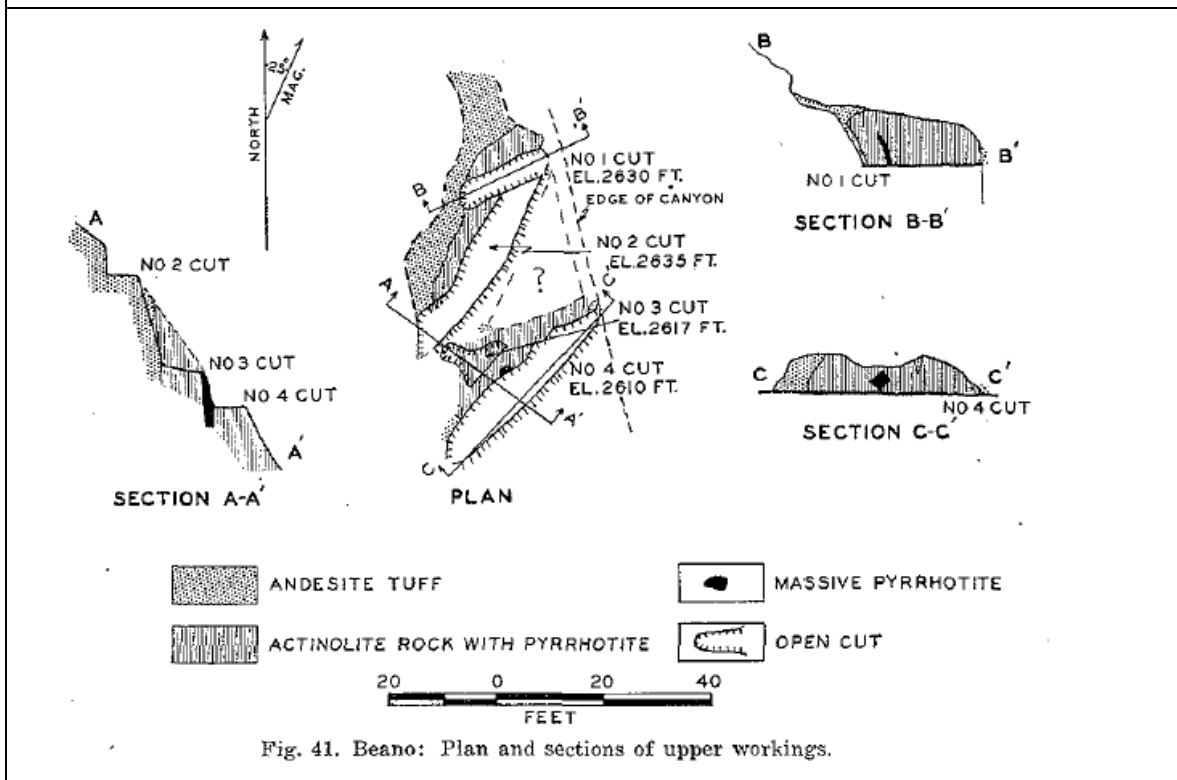 NORTH
25°
MAG.
B
B'
NO 1 CUT
EL. 2630 FT.
EDGE OF CANYON
B
NO 2 CUT
EL. 2635 FT.
?
A
C'
NO 3 CUT
EL. 2617 FT.
NO 4 CUT
EL. 2610 FT.
A'
C
PLAN
A
NO 2 CUT
NO 3 CUT
NO 4 CUT
A'
SECTION A-A'
B
B'
NO 1 CUT
SECTION B-B'
C
C'
NO 4 CUT
SECTION C-C'
ANDESITE TUFF
MASSIVE PYRRHOTITE
ACTINOLITE ROCK WITH PYRRHOTITE
OPEN CUT
20 0 20 40
FEET
Fig. 41. Beano: Plan and sections of upper workings.